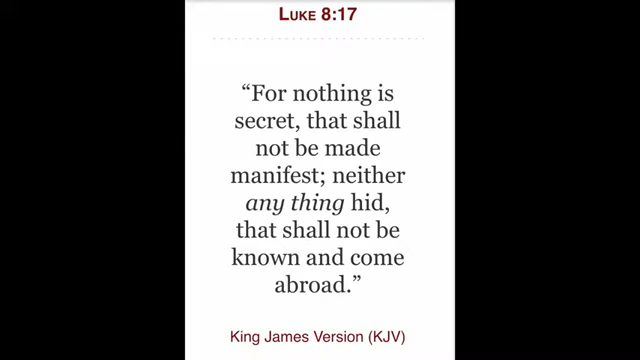 Luke 8:17
“For nothing is
secret, that shall
not be made
manifest; neither
any thing hid,
that shall not be
known and come
abroad.”
King James Version (KJV)